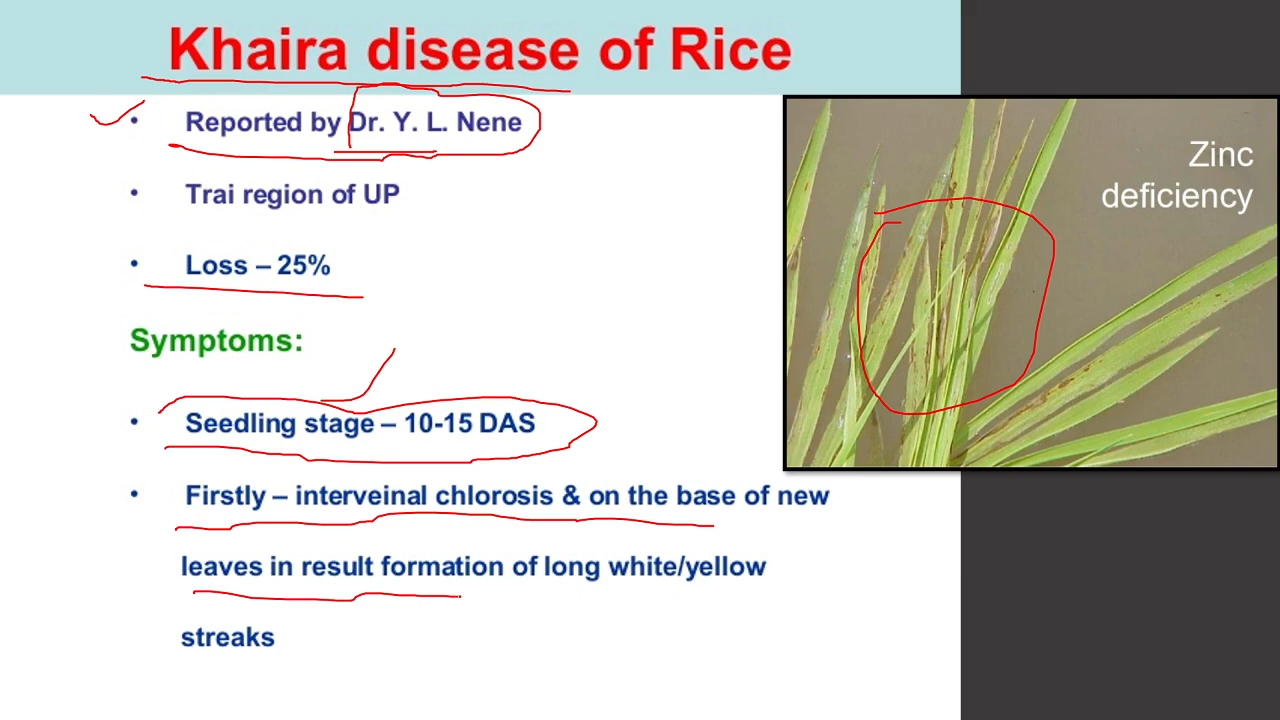 Khaira disease of Rice
• Reported by Dr. Y. L. Nene
• Trai region of UP
• Loss – 25%
Zinc
deficiency
Symptoms:
• Seedling stage – 10-15 DAS
• Firstly – interveinal chlorosis & on the base of new
leaves in result formation of long white/yellow
streaks